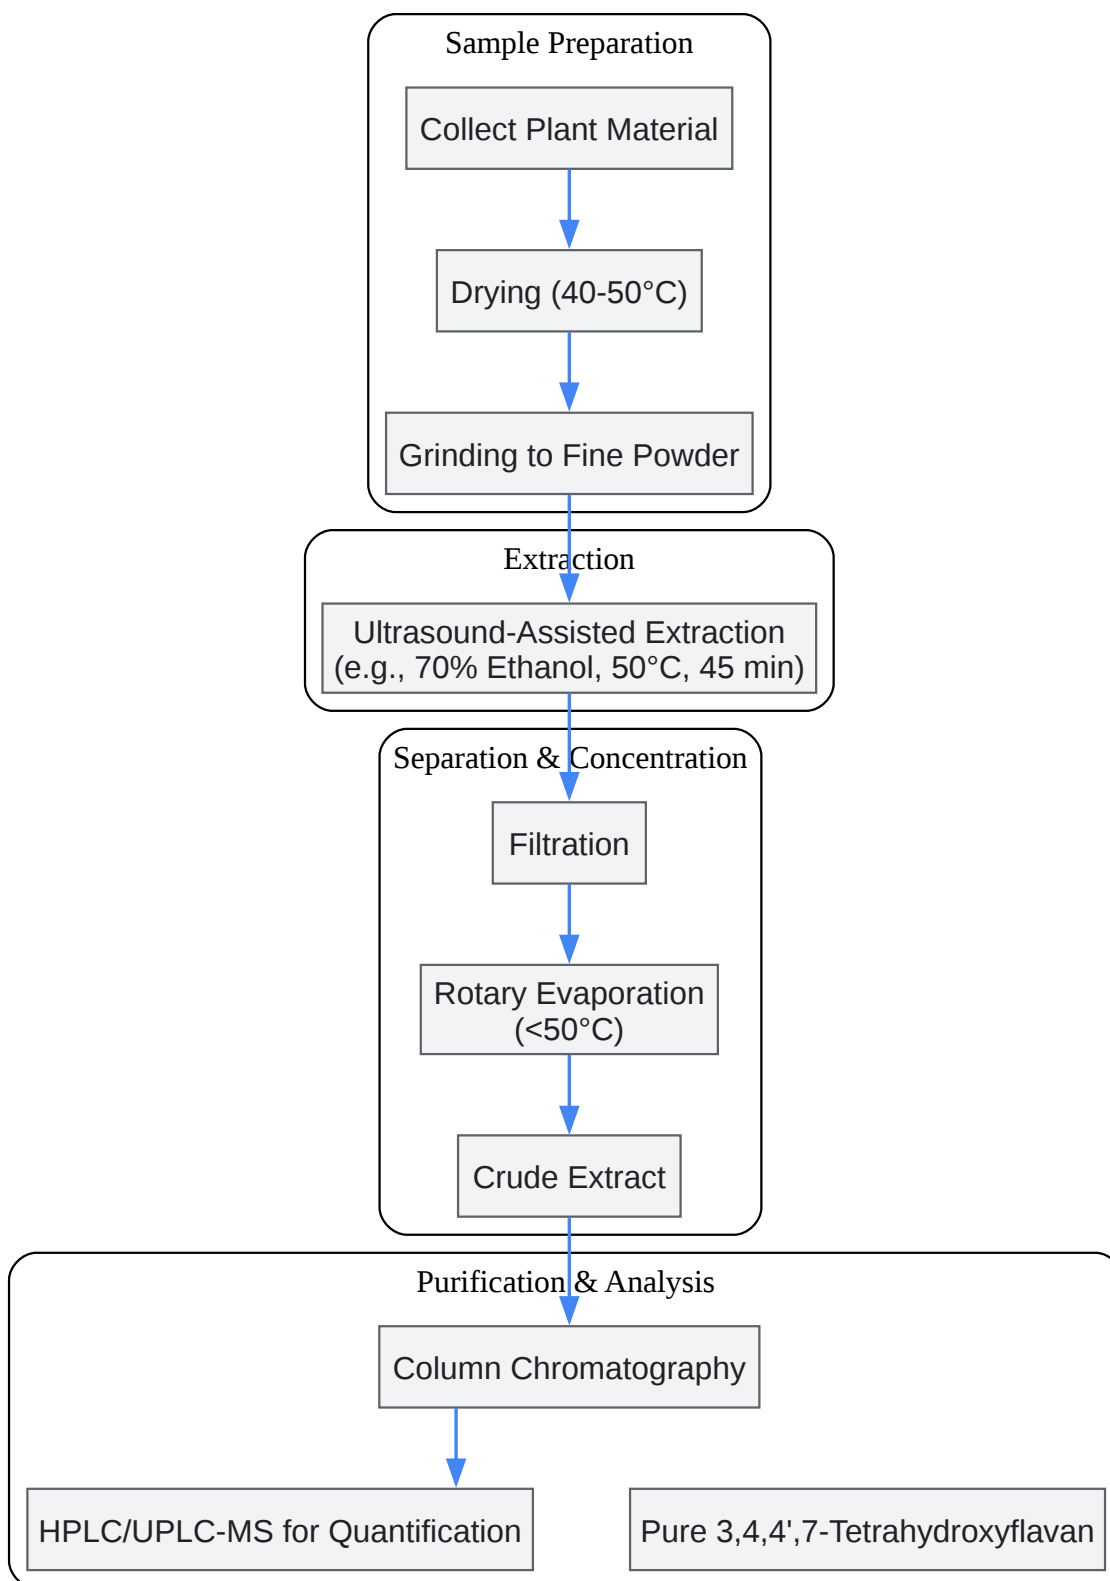 Sample Preparation
Collect Plant Material
Drying (40-50°C)
Grinding to Fine Powder
Extraction
Ultrasound-Assisted Extraction
(e.g., 70% Ethanol, 50°C, 45 min)
Separation & Concentration
Filtration
Rotary Evaporation
(<50°C)
Crude Extract
Purification & Analysis
Column Chromatography
HPLC/UPLC-MS for Quantification
Pure 3,4,4',7-Tetrahydroxyflavan